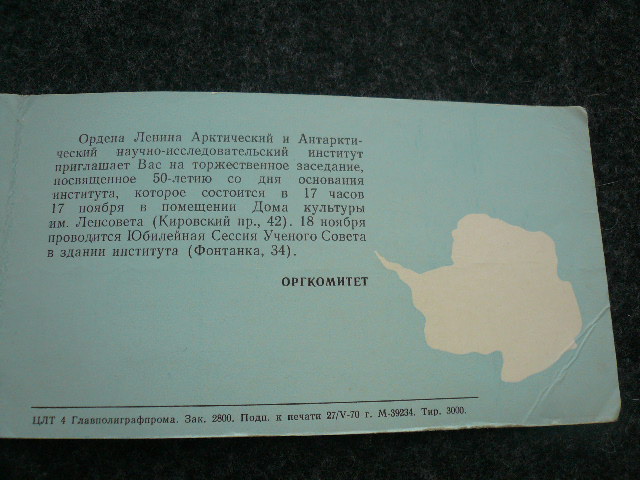 Ордена Ленина Арктический и Антаркти-
ческий научно-исследовательский институт
приглашает Вас на торжественное заседание,
посвященное 50-летию со дня основания
института, которое состоится в 17 часов
17 ноября в помещении Дома культуры
им. Ленсовета (Кировский пр., 42). 18 ноября
проводится Юбилейная Сессия Ученого Совета
в здании института (Фонтанка, 34).
ОРГКОМИТЕТ
ЦЛТ 4 Главполиграфпрома. Зак. 2800. Подп. к печати 27/V-70 г. М-39234. Тир. 3000.